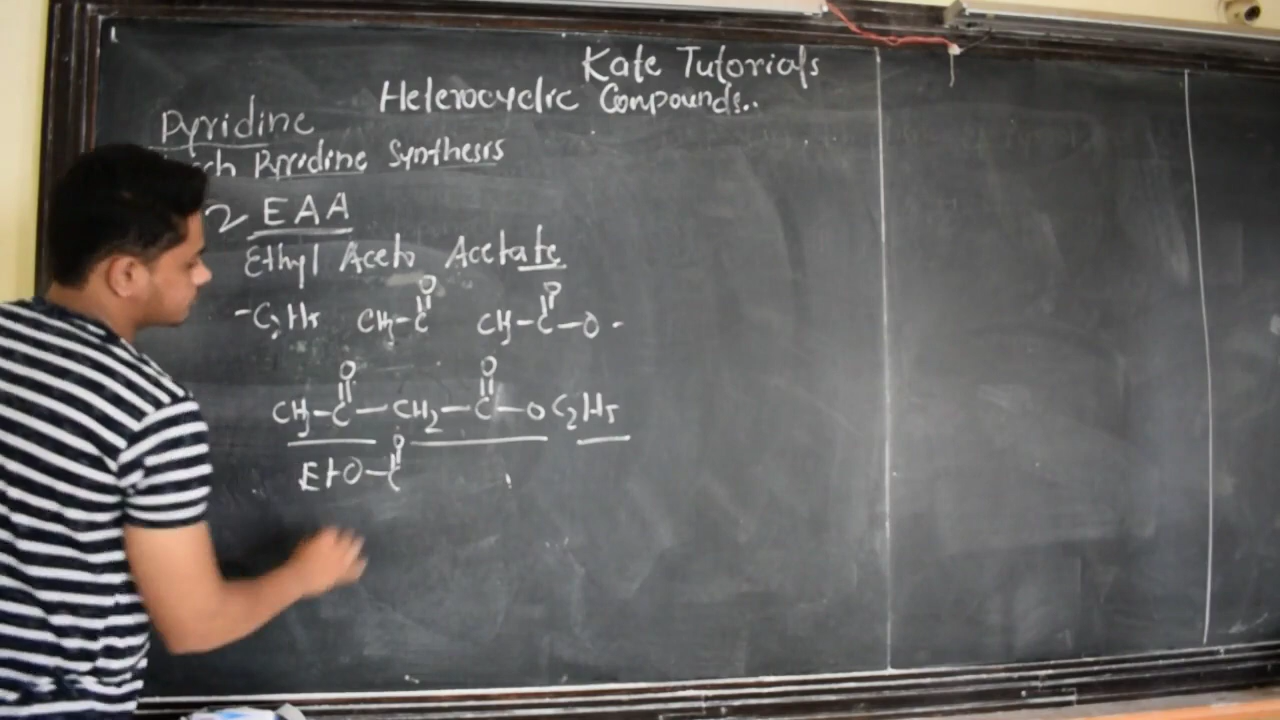 Kate Tutorials
Heterocyclic Compounds..
Pyridine
Pyridine Synthesis
2 EAA
Ethyl Aceto Acetate
-C2H5 CH3-C=O CH3-C(=O)-O-
CH3-C(=O)-CH2-C(=O)-OC2H5
EtO-C=O